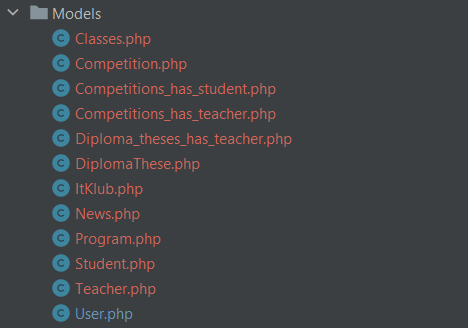 Models
Classes.php
Competition.php
Competitions_has_student.php
Competitions_has_teacher.php
Diploma_theses_has_teacher.php
DiplomaThese.php
ItKlub.php
News.php
Program.php
Student.php
Teacher.php
User.php